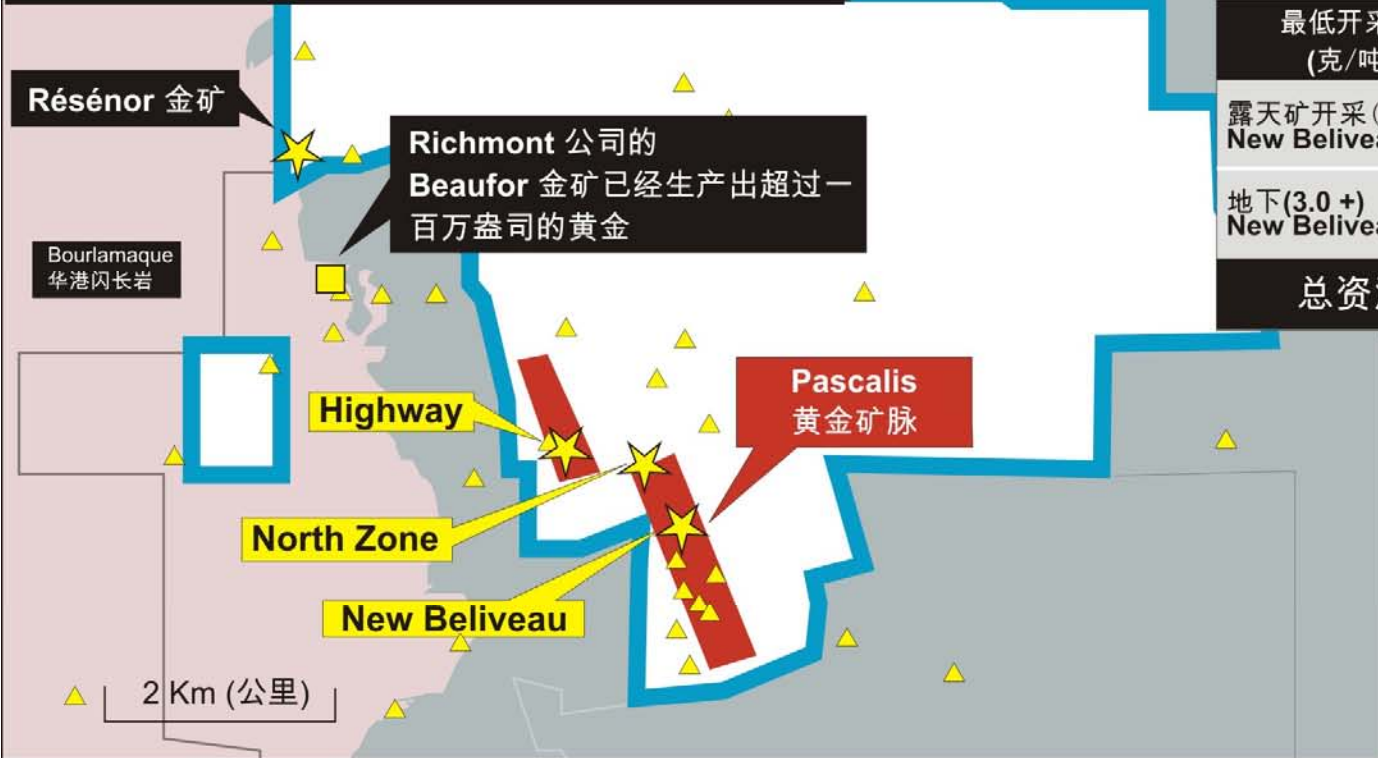 最低开采
(克/吨
Résénor 金矿
露天矿开采(
New Belivea
Richmont 公司的
Beaufor 金矿已经生产出超过一
百万盎司的黄金
地下(3.0 +)
New Belivea
Bourlamaque
华港闪长岩
总资
Pascalis
黄金矿脉
Highway
North Zone
New Beliveau
2 Km (公里)